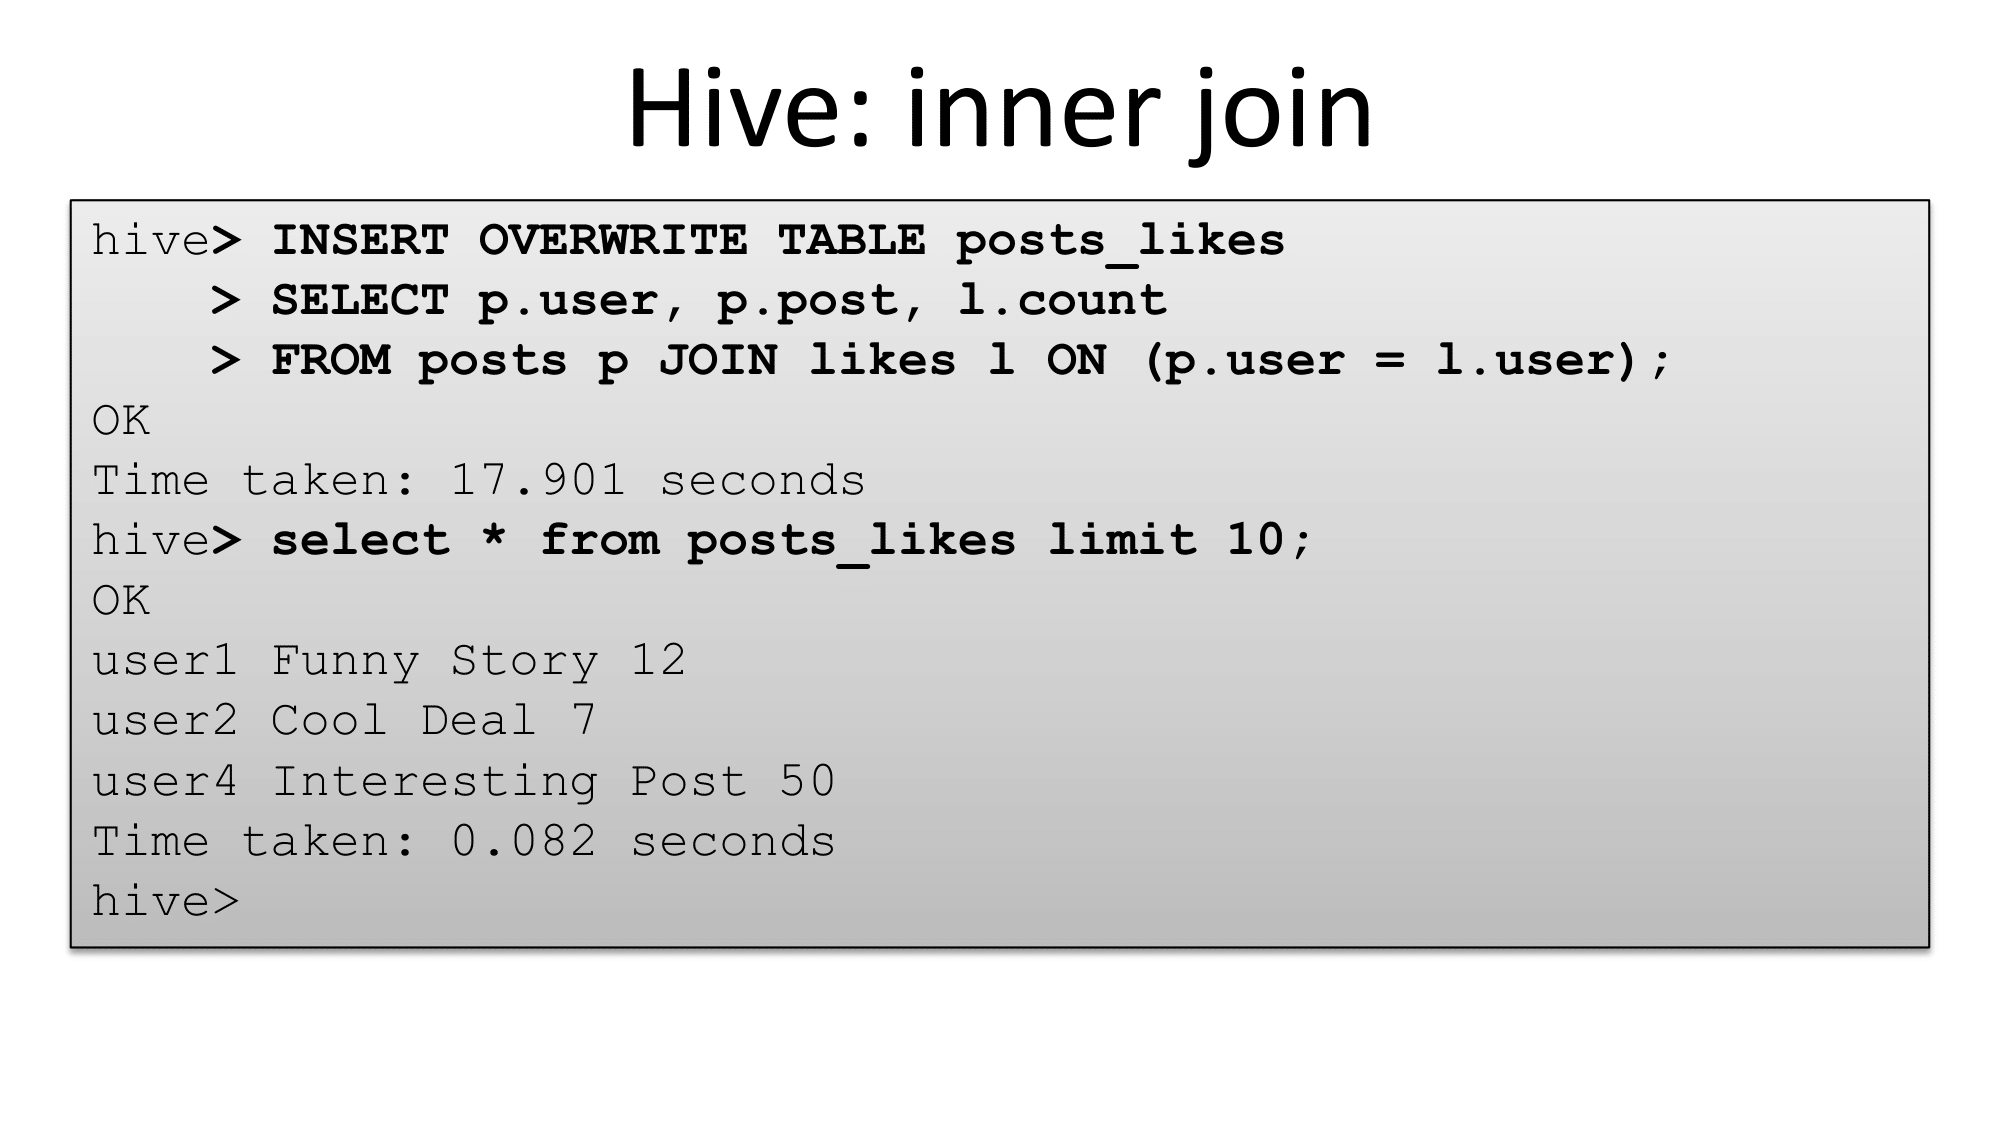 Hive: inner join
hive> INSERT OVERWRITE TABLE posts_likes
> SELECT p.user, p.post, l.count
> FROM posts p JOIN likes l ON (p.user = l.user);
OK
Time taken: 17.901 seconds
hive> select * from posts_likes limit 10;
OK
user1 Funny Story 12
user2 Cool Deal 7
user4 Interesting Post 50
Time taken: 0.082 seconds
hive>